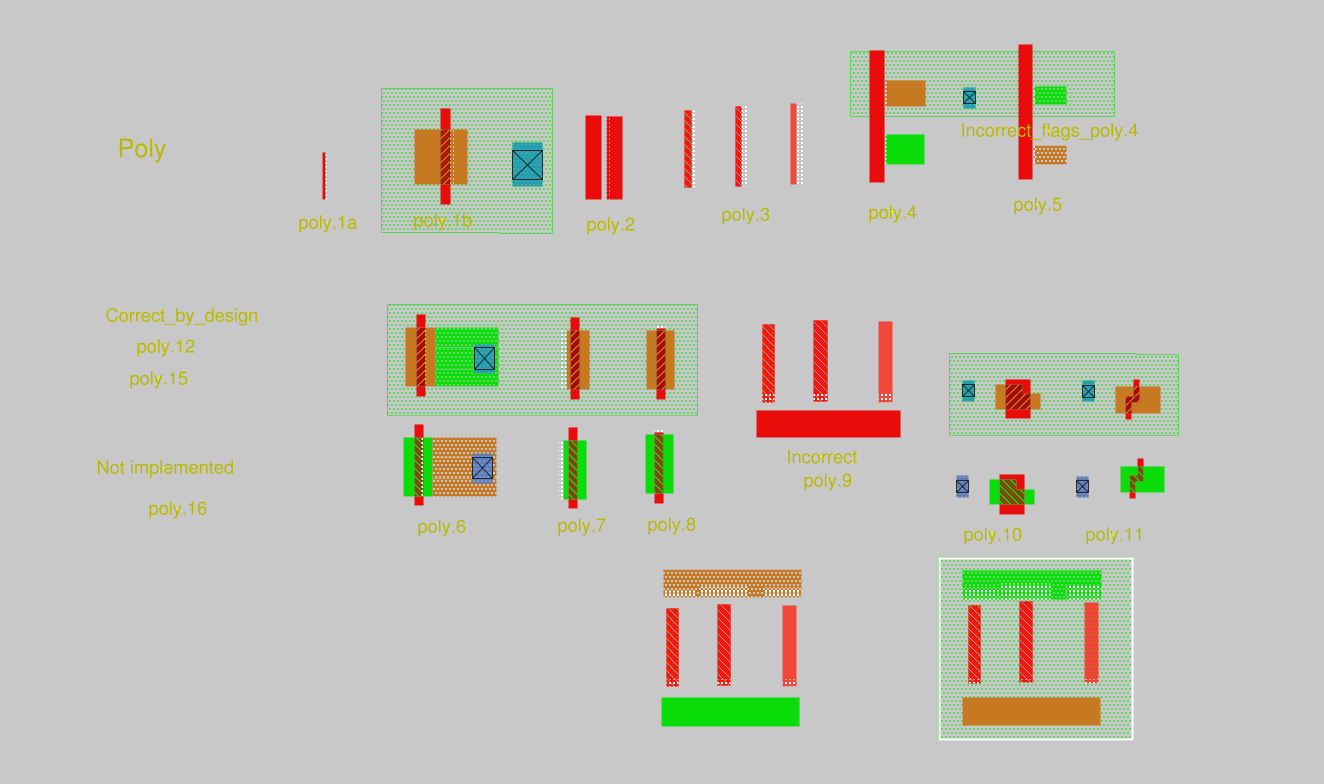 Poly
poly.1a
poly.1b
poly.2
poly.3
poly.4
Incorrect_flags_poly.4
poly.5
Correct_by_design
poly.12
poly.15
Not implemented
poly.16
poly.6
poly.7
poly.8
Incorrect
poly.9
poly.10
poly.11